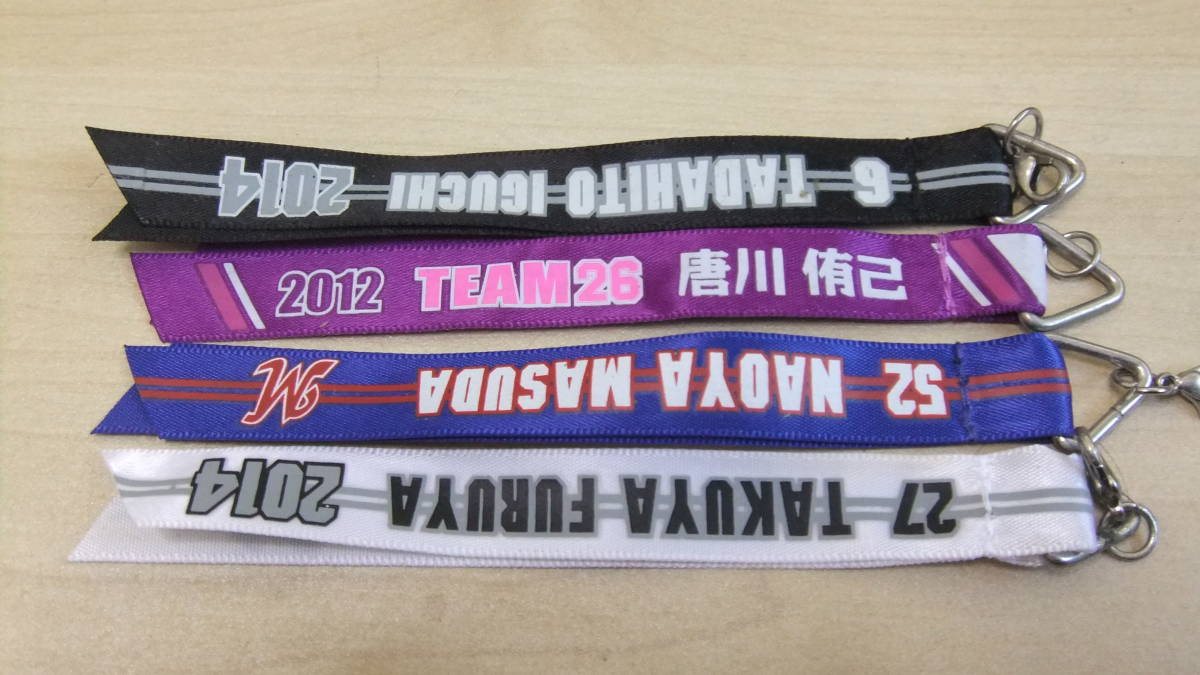 6 TADAHITO IGUCHI 2014
2012 TEAM26 唐川 侑己
52 NAOYA MASUDA M
27 TAKUYA FURUYA 2014